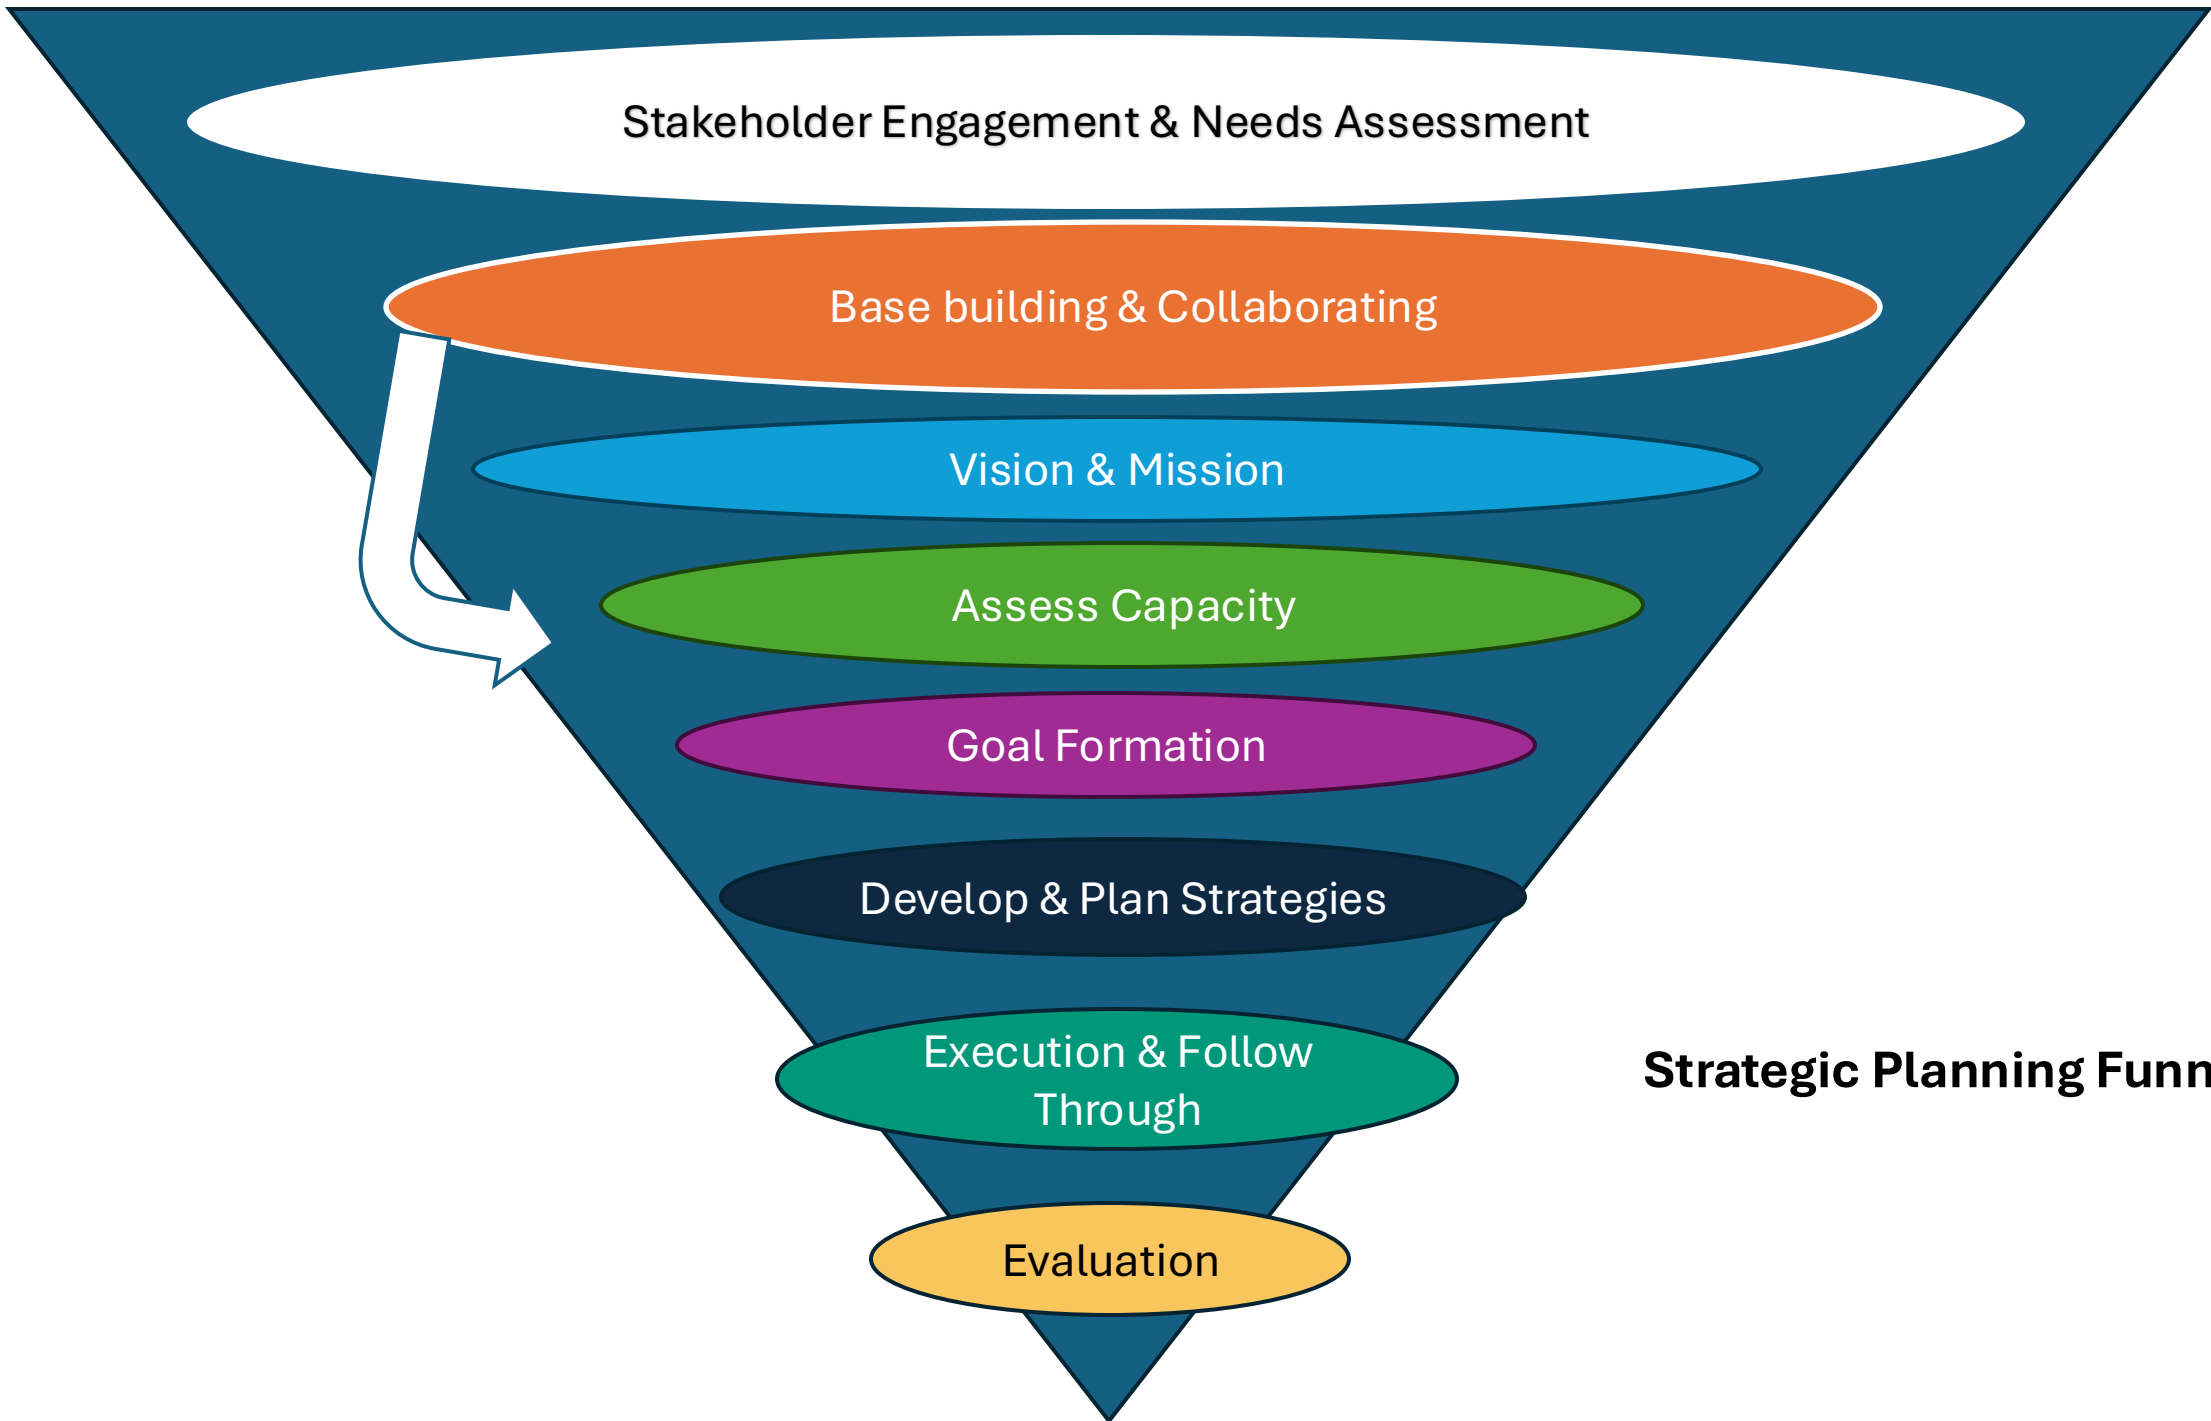 Stakeholder Engagement & Needs Assessment
Base building & Collaborating
Vision & Mission
Assess Capacity
Goal Formation
Develop & Plan Strategies
Execution & Follow
Through
Strategic Planning Funn
Evaluation